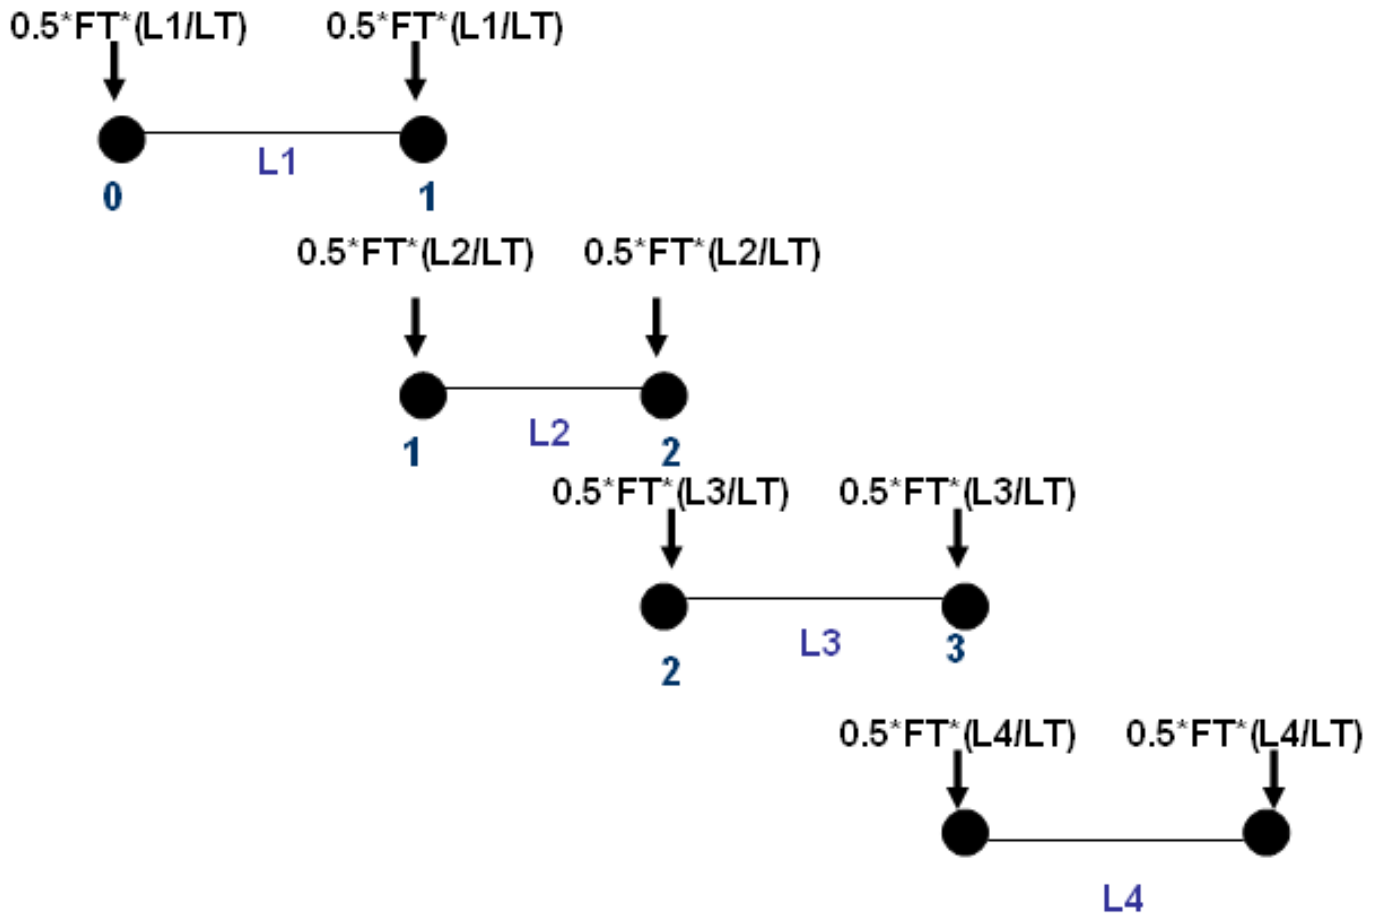 0.5*FT*(L1/LT) 0.5*FT*(L1/LT)
L1
0 1
0.5*FT*(L2/LT) 0.5*FT*(L2/LT)
L2
1 2
0.5*FT*(L3/LT) 0.5*FT*(L3/LT)
L3 3
2
0.5*FT*(L4/LT) 0.5*FT*(L4/LT)
L4